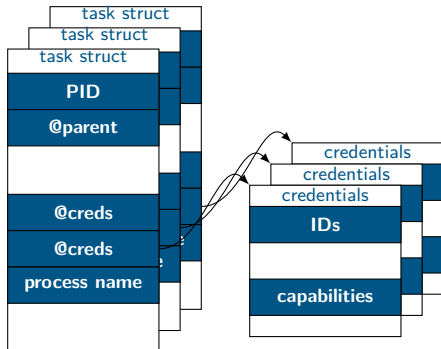 task struct
task struct
task struct
PID
@parent
@creds
@creds
process name
credentials
credentials
credentials
IDs
capabilities